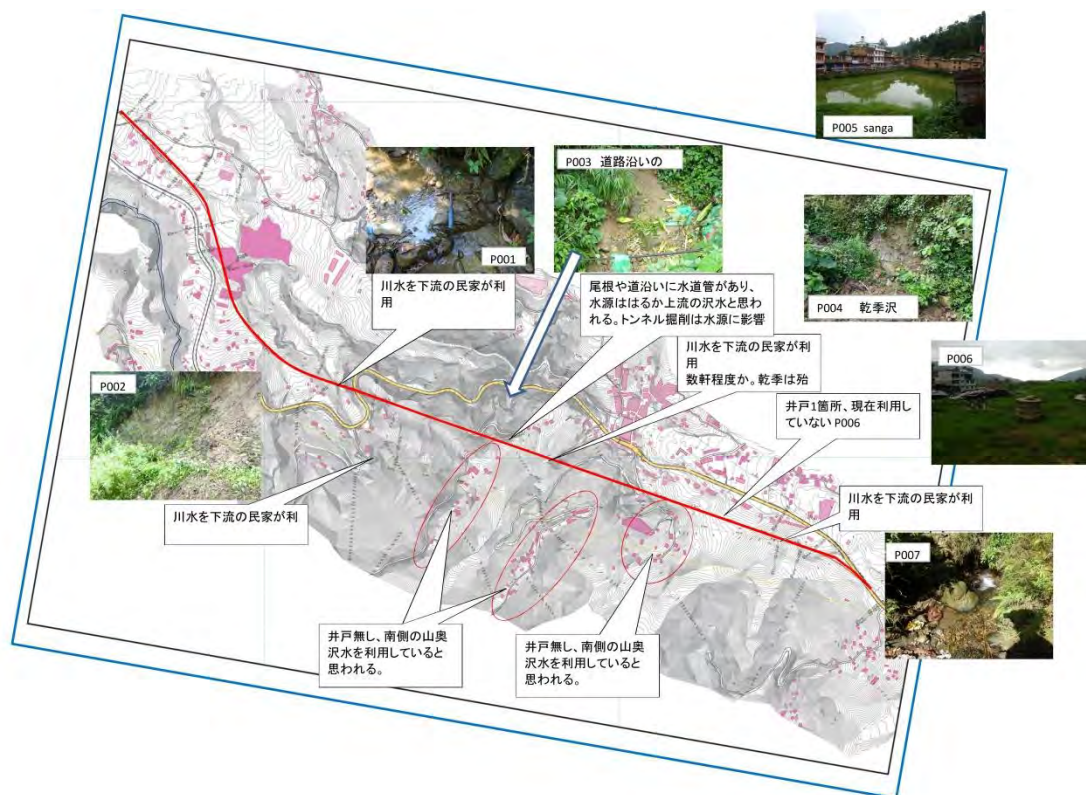 P005 sanga
P003 道路沿いの
P001
P004 乾季沢
川水を下流の民家が利
用
尾根や道沿いに水道管があり、
水源ははるか上流の沢水と思わ
れる。トンネル掘削は水源に影響
川水を下流の民家が利
用
数軒程度か。乾季は殆
P006
P002
井戸1箇所、現在利用し
ていない P006
川水を下流の民家が利
用
川水を下流の民家が利
P007
井戸無し、南側の山奥
沢水を利用していると
思われる。
井戸無し、南側の山奥
沢水を利用していると
思われる。